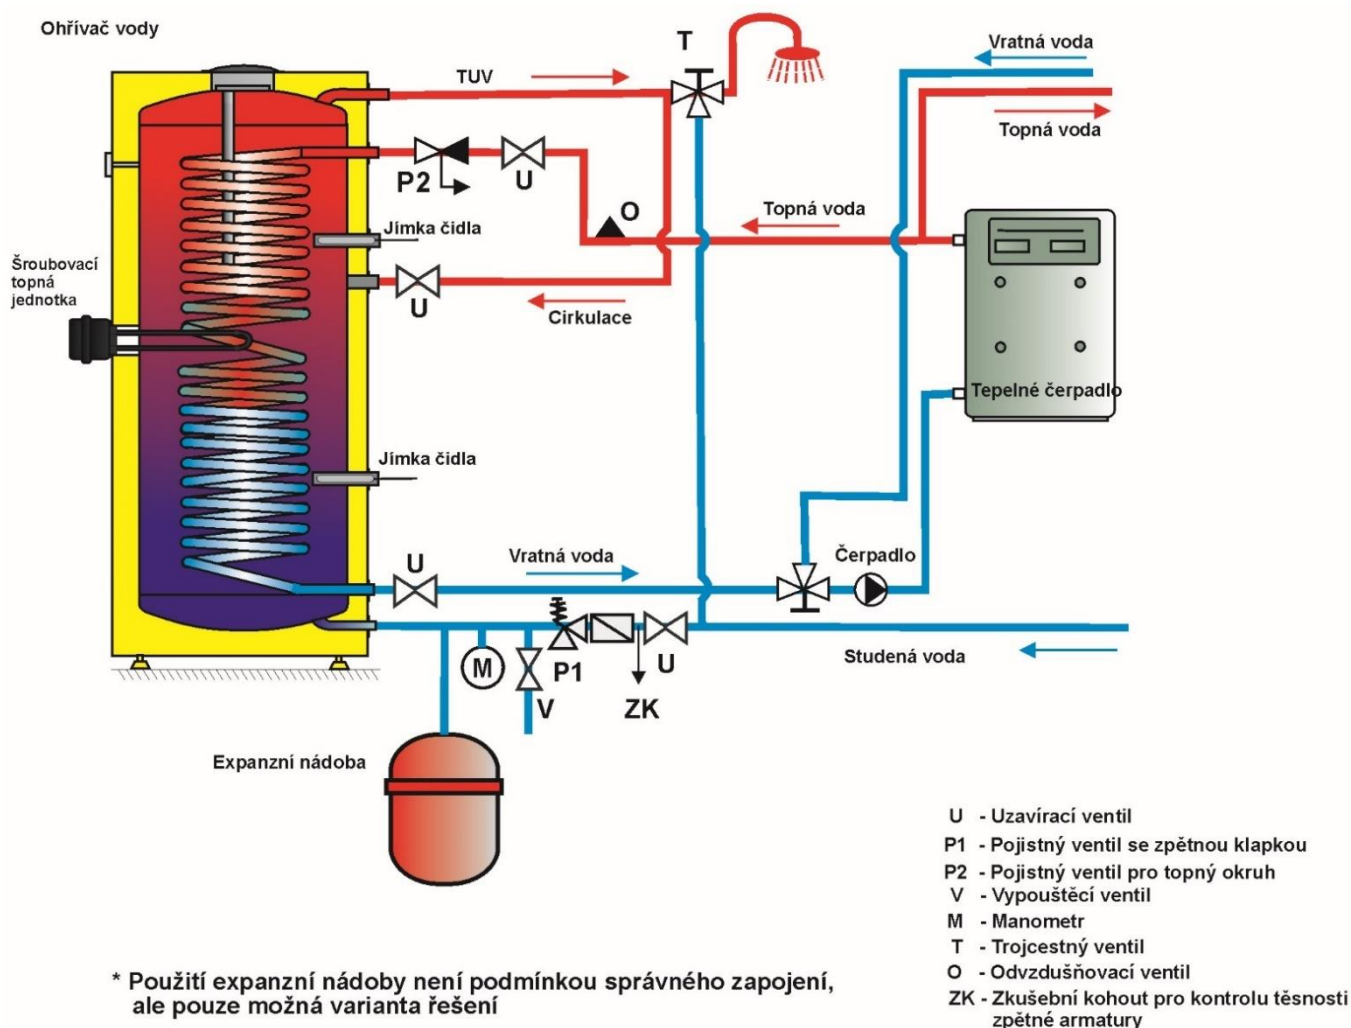 Ohřívač vody
T
Vratná voda
TUV
Topná voda
P2
U
O
Topná voda
Jímka čidla
Šroubovací
topná
jednotka
U
Cirkulace
Tepelné čerpadlo
Jímka čidla
U
Vratná voda
Čerpadlo
M
V
P1
ZK
U
Studená voda
Expanzní nádoba
U - Uzavírací ventil
P1 - Pojistný ventil se zpětnou klapkou
P2 - Pojistný ventil pro topný okruh
V - Vypouštěcí ventil
M - Manometr
T - Trojcestný ventil
O - Odvzdušňovací ventil
ZK - Zkušební kohout pro kontrolu těsnosti
zpětné armatury
* Použití expanzní nádoby není podmínkou správného zapojení,
ale pouze možná varianta řešení